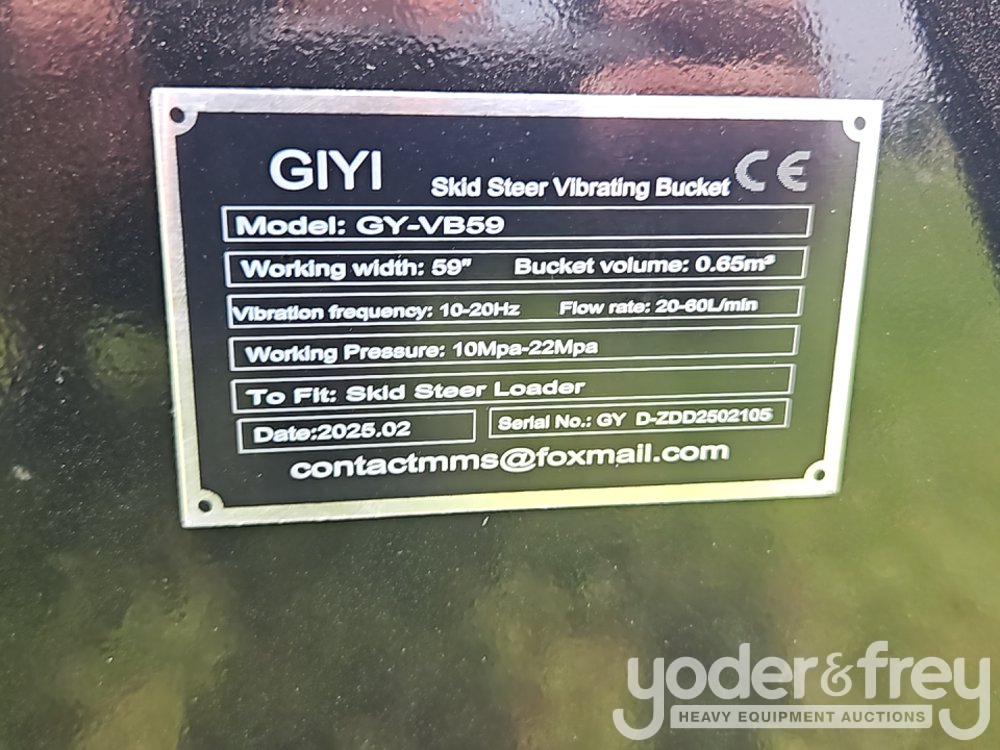 GIYI
Skid Steer Vibrating Bucket CE
Model: GY-VB59
Working width: 59" Bucket volume: 0.65m³
Vibration frequency: 10-20Hz Flow rate: 20-60L/min
Working Pressure: 10Mpa-22Mpa
To Fit: Skid Steer Loader
Date:2025.02 Serial No.: GY D-ZDD2502105
contactmms@foxmail.com
yoder&frey
HEAVY EQUIPMENT AUCTIONS